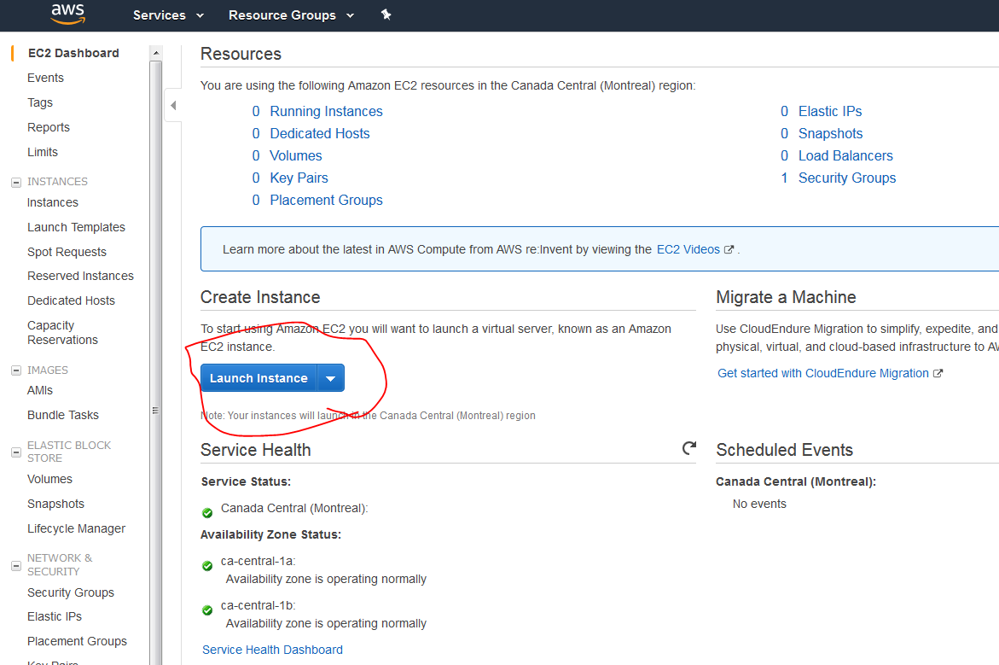 aws
Services
Resource Groups
EC2 Dashboard
Events
Tags
Reports
Limits
INSTANCES
Instances
Launch Templates
Spot Requests
Reserved Instances
Dedicated Hosts
Capacity
Reservations
IMAGES
AMIs
Bundle Tasks
ELASTIC BLOCK
STORE
Volumes
Snapshots
Lifecycle Manager
NETWORK &
SECURITY
Security Groups
Elastic IPs
Placement Groups
Key Pairs
Resources
You are using the following Amazon EC2 resources in the Canada Central (Montreal) region:
0 Running Instances
0 Dedicated Hosts
0 Volumes
0 Key Pairs
0 Placement Groups
0 Elastic IPs
0 Snapshots
0 Load Balancers
1 Security Groups
Learn more about the latest in AWS Compute from AWS re:Invent by viewing the EC2 Videos .
Create Instance
To start using Amazon EC2 you will want to launch a virtual server, known as an Amazon
EC2 instance.
Launch Instance
Note: Your instances will launch in the Canada Central (Montreal) region
Migrate a Machine
Use CloudEndure Migration to simplify, expedite, and
physical, virtual, and cloud-based infrastructure to AW
Get started with CloudEndure Migration
Service Health
Service Status:
Canada Central (Montreal):
Availability Zone Status:
ca-central-1a:
Availability zone is operating normally
ca-central-1b:
Availability zone is operating normally
Service Health Dashboard
Scheduled Events
Canada Central (Montreal):
No events